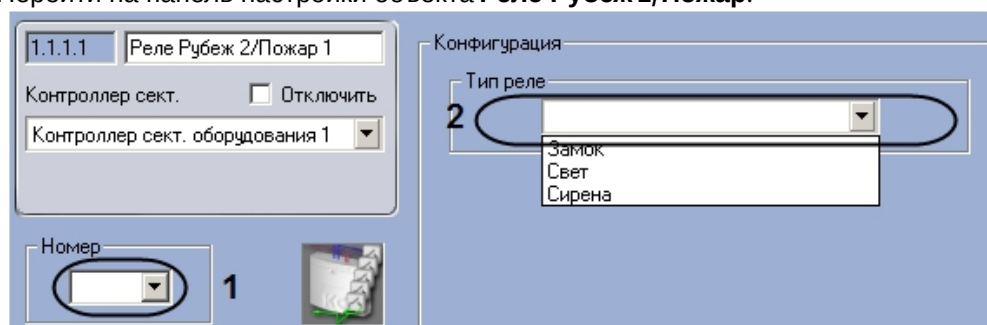 Перейти на панель настройки объекта Реле Рубеж 2/Пожар.
1.1.1.1 Реле Рубеж 2/Пожар 1
Контроллер сект. Отключить
Контроллер сект. оборудования 1
Номер
1
Конфигурация
Тип реле
2
Замок
Свет
Сирена